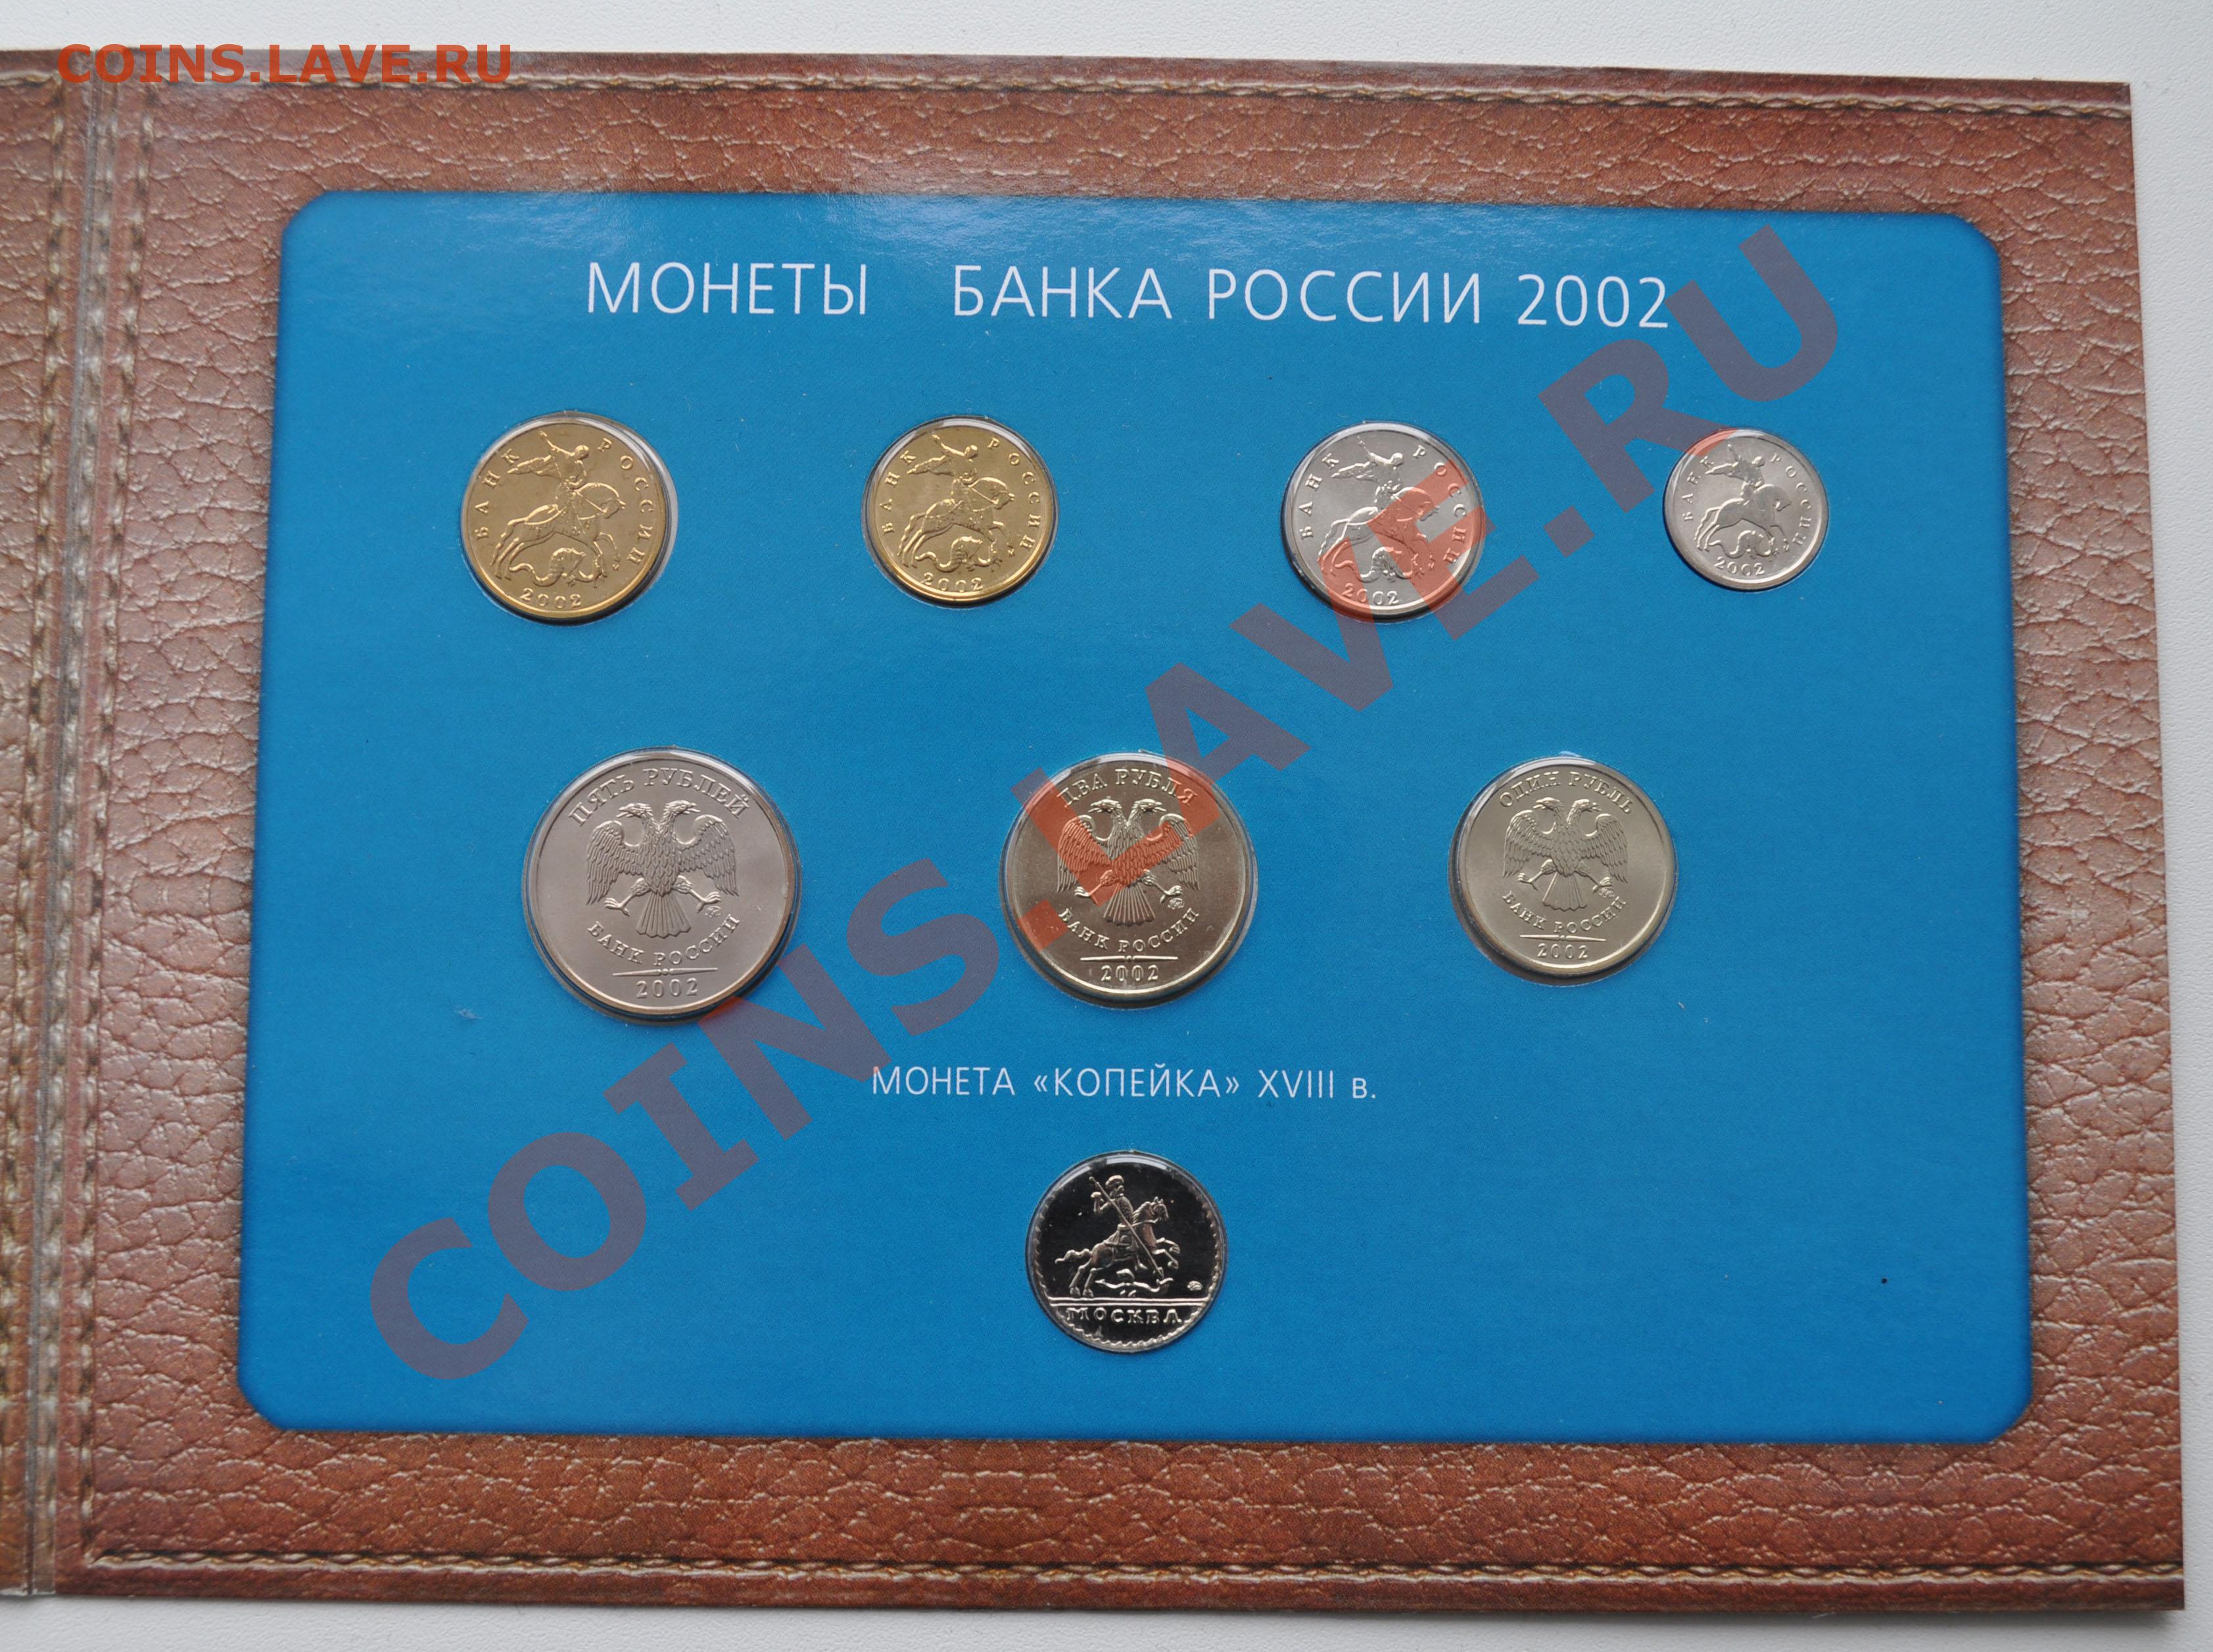 COINS.LAVE.RU
МОНЕТЫ БАНКА РОССИИ 2002
БАНК РОССИИ
2002
БАНК РОССИИ
2002
БАНК РОССИИ
2002
БАНК РОССИИ
2002
ПЯТЬ РУБЛЕЙ
БАНК РОССИИ
2002
ДВА РУБЛЯ
БАНК РОССИИ
2002
ОДИН РУБЛЬ
БАНК РОССИИ
2002
COINS.LAVE.RU
МОНЕТА «КОПЕЙКА» XVIII в.
МОСКВА